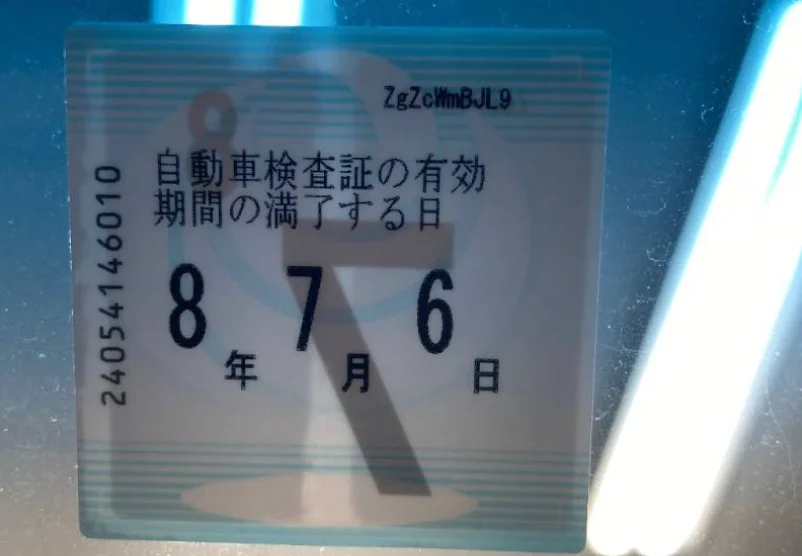 ZgZcWmBJL9
自動車検査証の有効
期間の満了する日
8年 7月 6日
24054146010